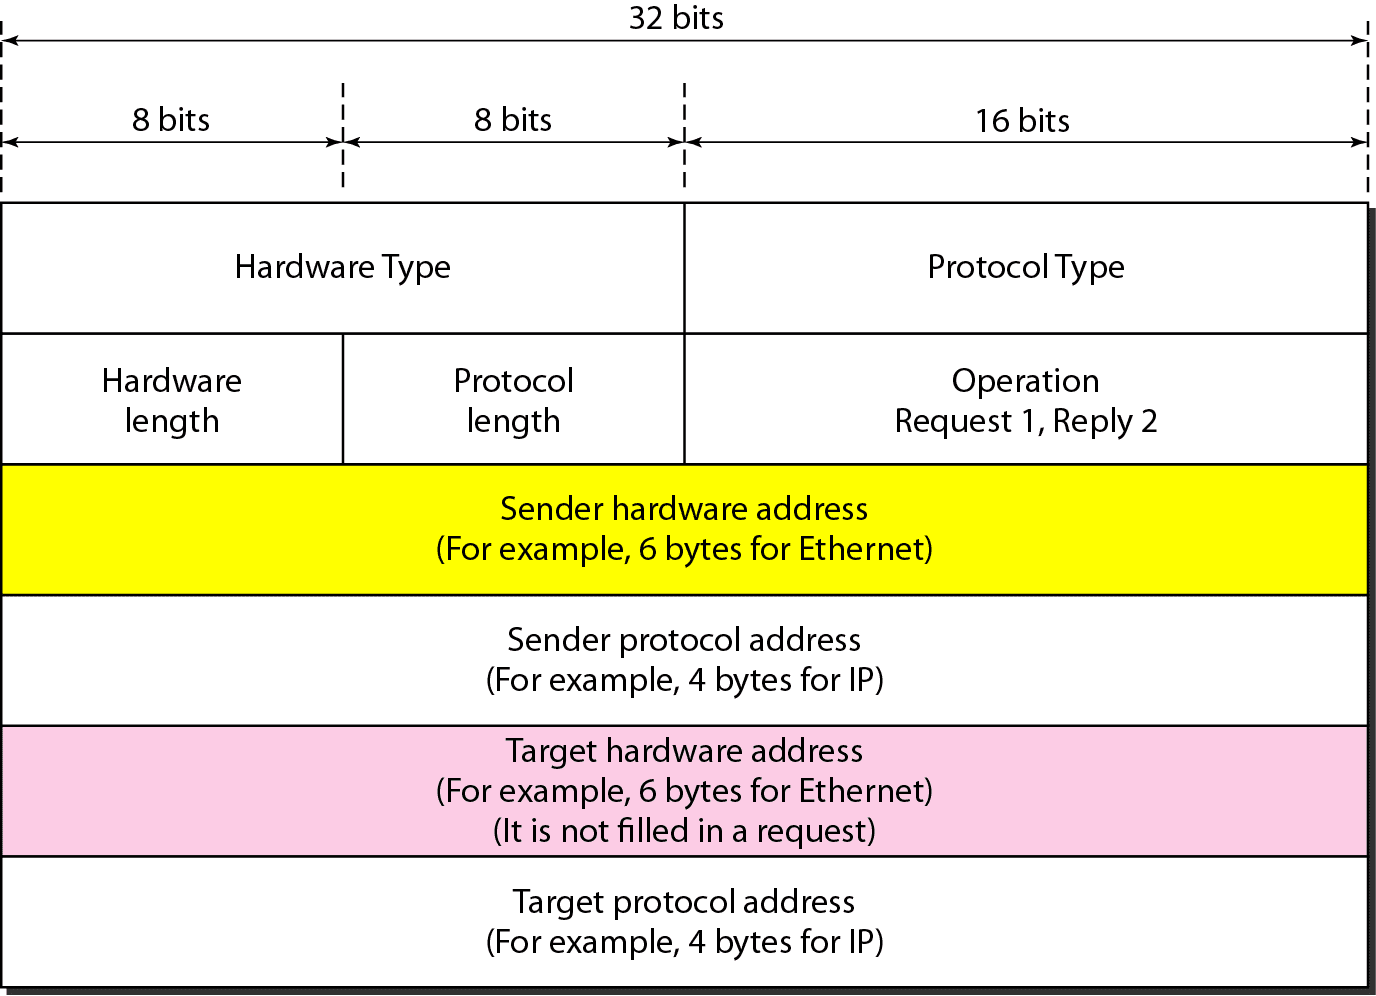 32 bits
8 bits
8 bits
16 bits
Hardware Type
Protocol Type
Hardware
length
Protocol
length
Operation
Request 1, Reply 2
Sender hardware address
(For example, 6 bytes for Ethernet)
Sender protocol address
(For example, 4 bytes for IP)
Target hardware address
(For example, 6 bytes for Ethernet)
(It is not filled in a request)
Target protocol address
(For example, 4 bytes for IP)